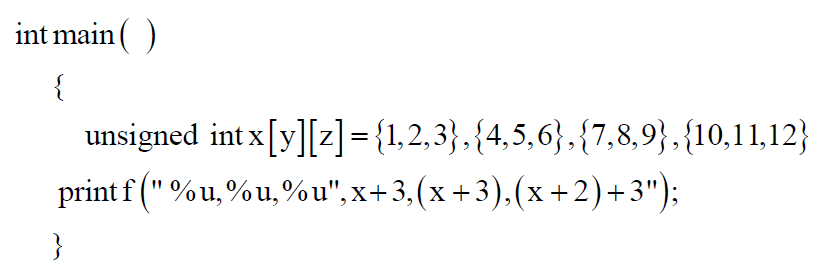 int main( )
{
unsigned int x[y][z]={1,2,3},{4,5,6},{7,8,9},{10,11,12}
printf("%u,%u,%u",x+3,(x+3),(x+2)+3");
}